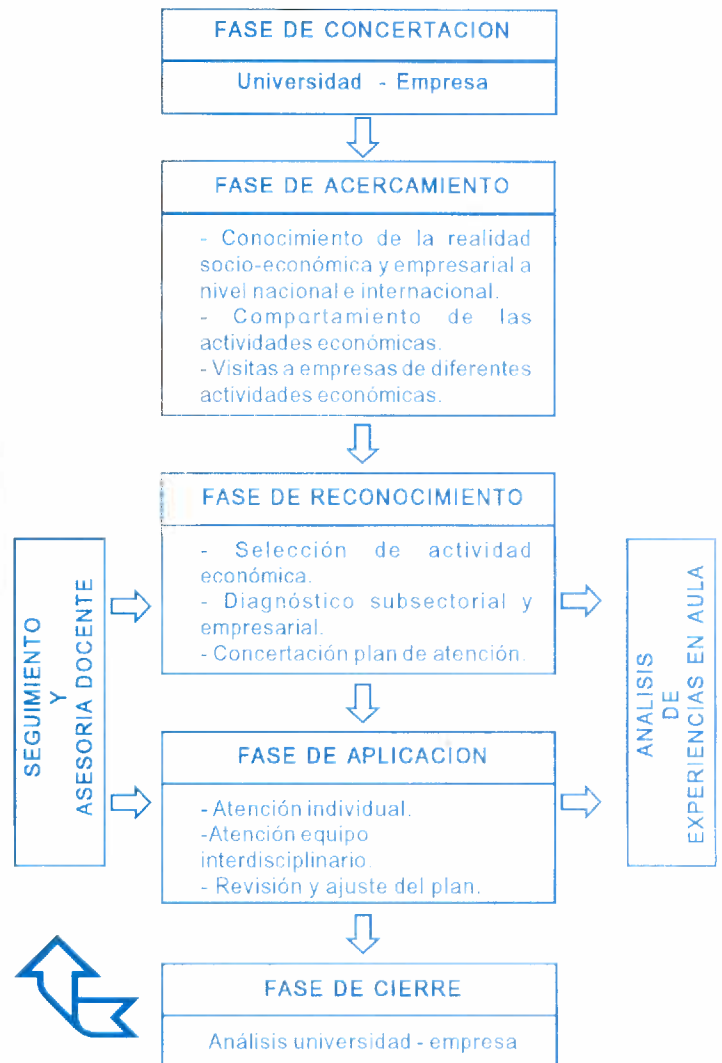 FASE DE CONCERTACION
Universidad - Empresa
FASE DE ACERCAMIENTO
- Conocimiento de la realidad
socio-económica y empresarial a
nivel nacional e internacional.
- Comportamiento de las
actividades económicas.
- Visitas a empresas de diferentes
actividades económicas.
FASE DE RECONOCIMIENTO
- Selección de actividad
económica.
- Diagnóstico subsectorial y
empresarial.
- Concertación plan de atención.
SEGUIMIENTO
Y
ASESORIA DOCENTE
ANALISIS
DE
EXPERIENCIAS EN AULA
FASE DE APLICACION
- Atención individual.
-Atención equipo
interdisciplinario.
- Revisión y ajuste del plan.
FASE DE CIERRE
Análisis universidad - empresa